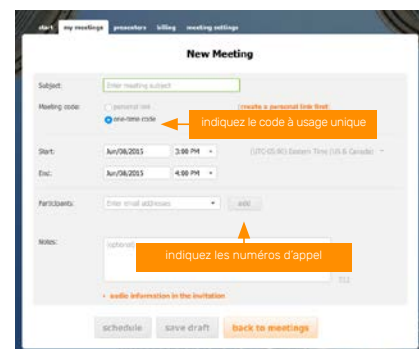 start my meetings presenters billing meeting settings
New Meeting
Subject: Enter meeting subject
Meeting code: personal link (create a personal link first)
one-time code
indiquez le code à usage unique
Start: Jun/08/2015 3:00 PM (UTC-05:00) Eastern Time (US & Canada)
End: Jun/08/2015 4:00 PM
Participants: Enter email addresses add
Notes: (optional)
indiquez les numéros d'appel
512
+ audio information in the invitation
schedule save draft back to meetings